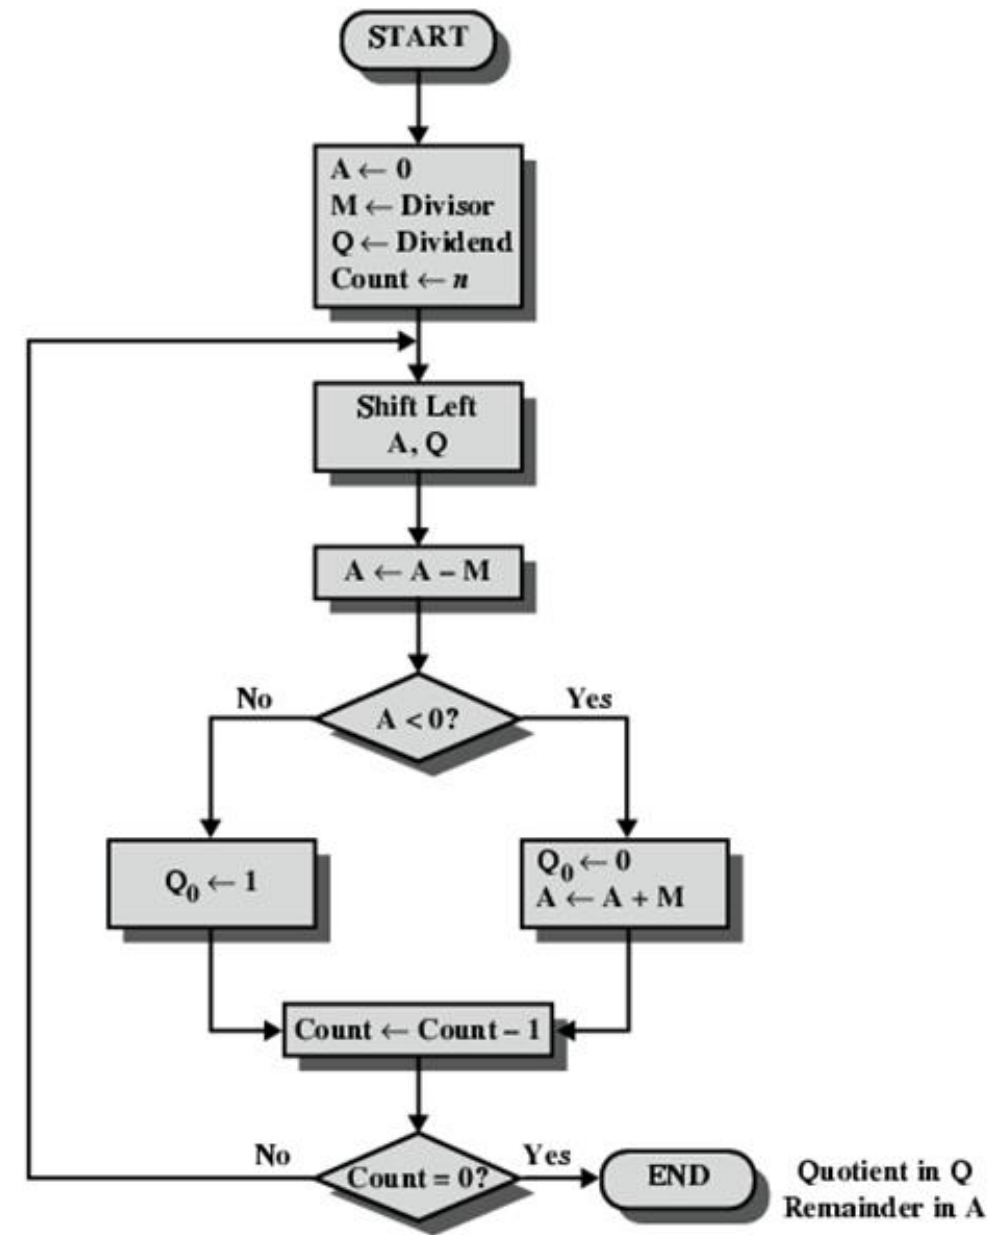 START
A ← 0
M ← Divisor
Q ← Dividend
Count ← n
Shift Left
A, Q
A ← A – M
No
Yes
A < 0?
Q₀ ← 1
Q₀ ← 0
A ← A + M
Count ← Count – 1
No
Yes
Count = 0?
END
Quotient in Q
Remainder in A